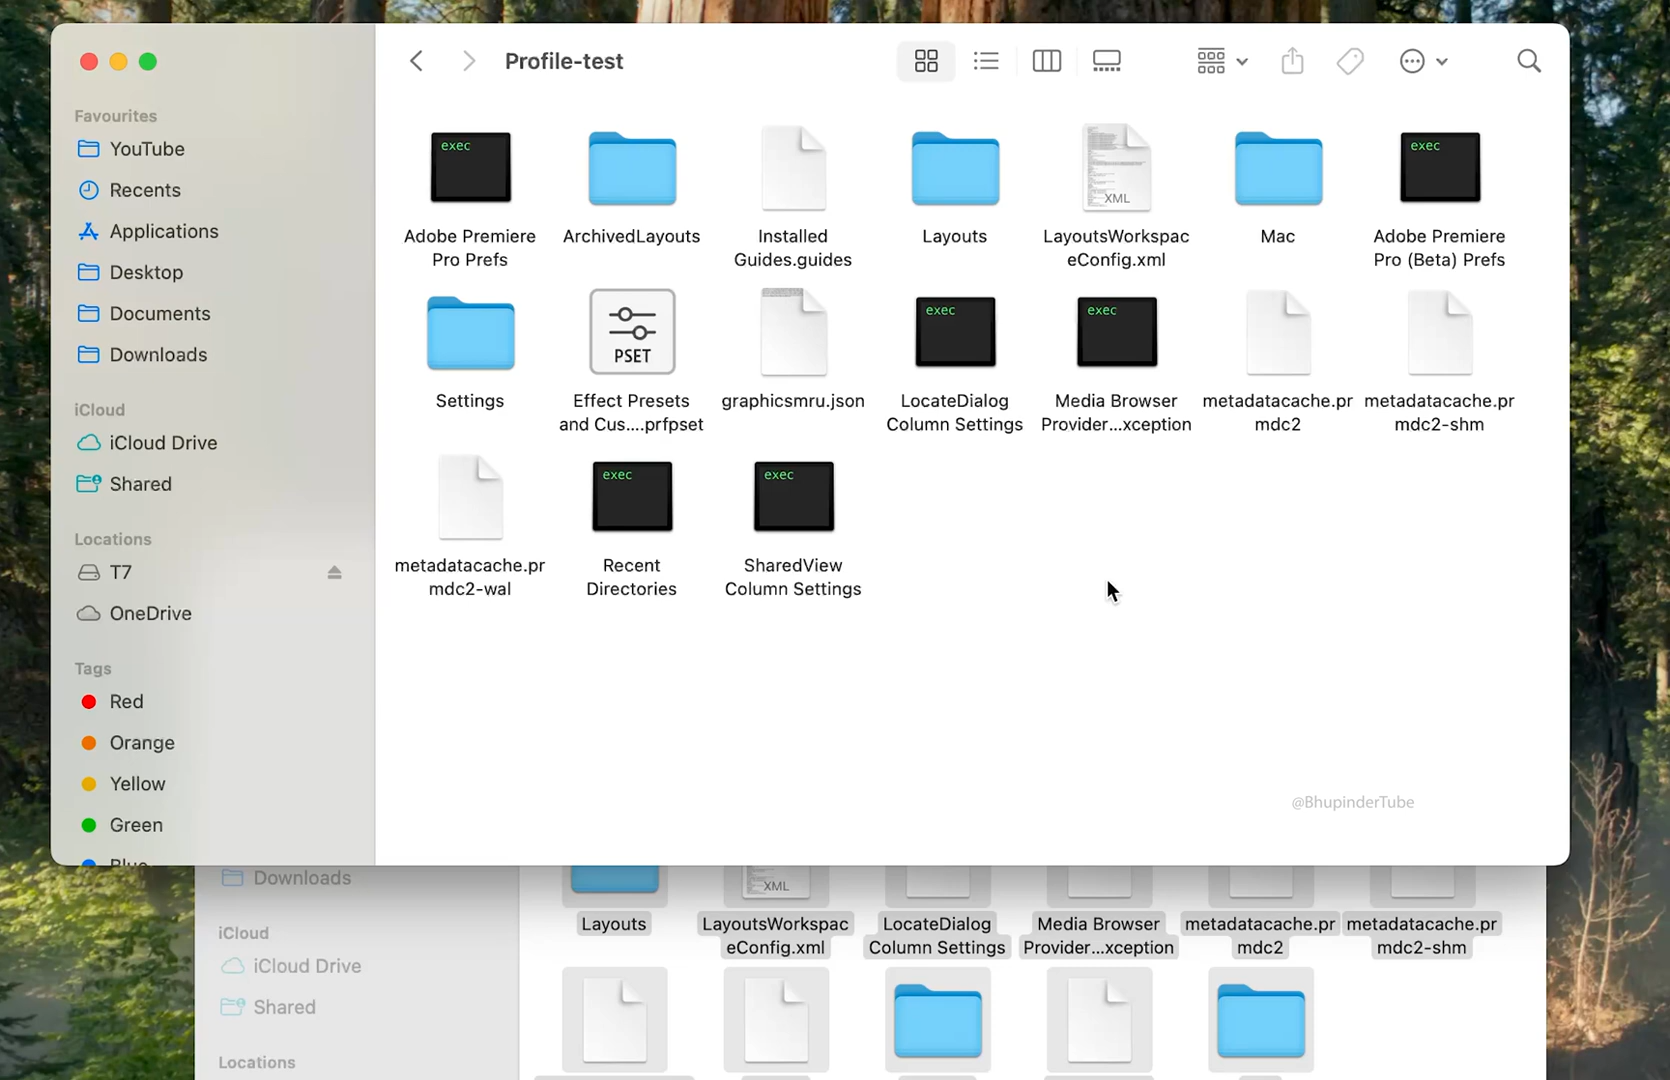 Profile-test
Favourites
YouTube
Recents
Applications
Desktop
Documents
Downloads
iCloud
iCloud Drive
Shared
Locations
T7
OneDrive
Tags
Red
Orange
Yellow
Green
Blue
exec
exec
XML
Adobe Premiere
Pro Prefs
ArchivedLayouts
Installed
Guides.guides
Layouts
LayoutsWorkspac
eConfig.xml
Mac
Adobe Premiere
Pro (Beta) Prefs
PSET
exec
exec
Settings
Effect Presets
and Cus....prfpset
graphicsmru.json
LocateDialog
Column Settings
Media Browser
Provider...xception
metadatacache.pr
mdc2
metadatacache.pr
mdc2-shm
exec
exec
metadatacache.pr
mdc2-wal
Recent
Directories
SharedView
Column Settings
@BhupinderTube
Downloads
iCloud
iCloud Drive
Shared
Locations
XML
Layouts
LayoutsWorkspac
eConfig.xml
LocateDialog
Column Settings
Media Browser
Provider...xception
metadatacache.pr
mdc2
metadatacache.pr
mdc2-shm